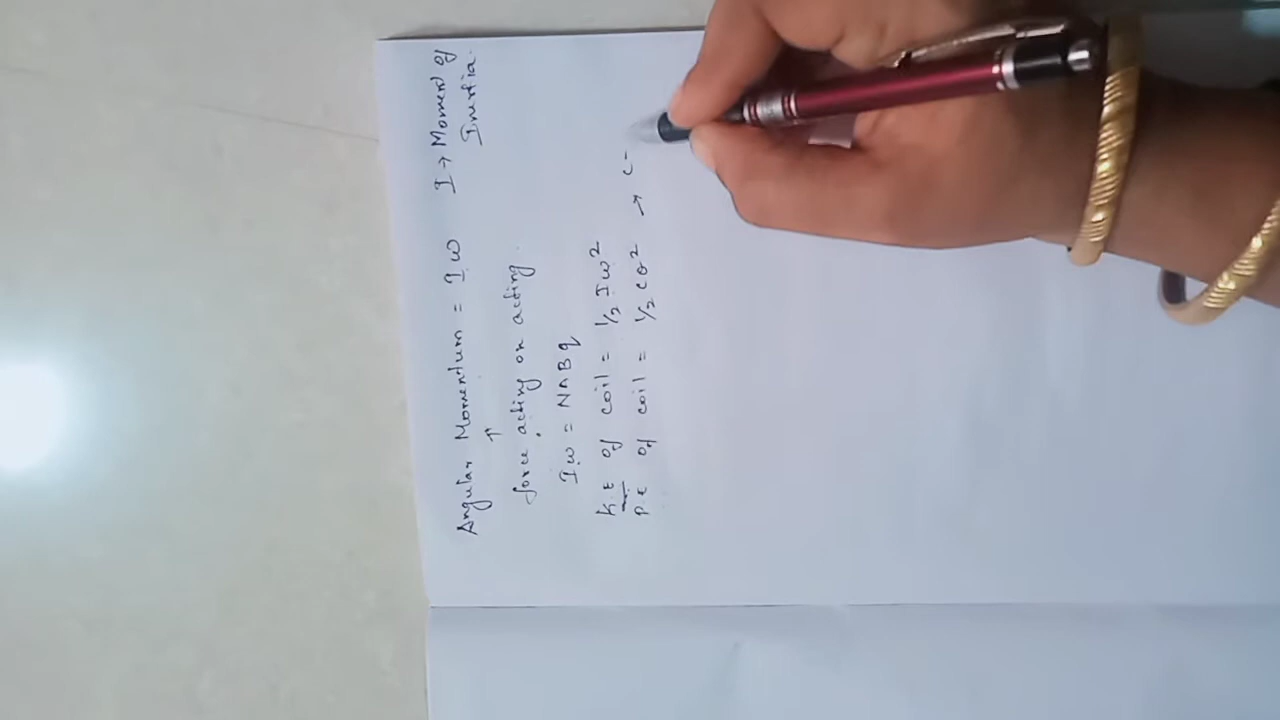 Angular Momentum = Iω I → Moment of
Inertia.
↑
force acting on acting
Iω = NABq
K.E of coil = 1/2 Iω²
P.E of coil = 1/2 cθ² → c -